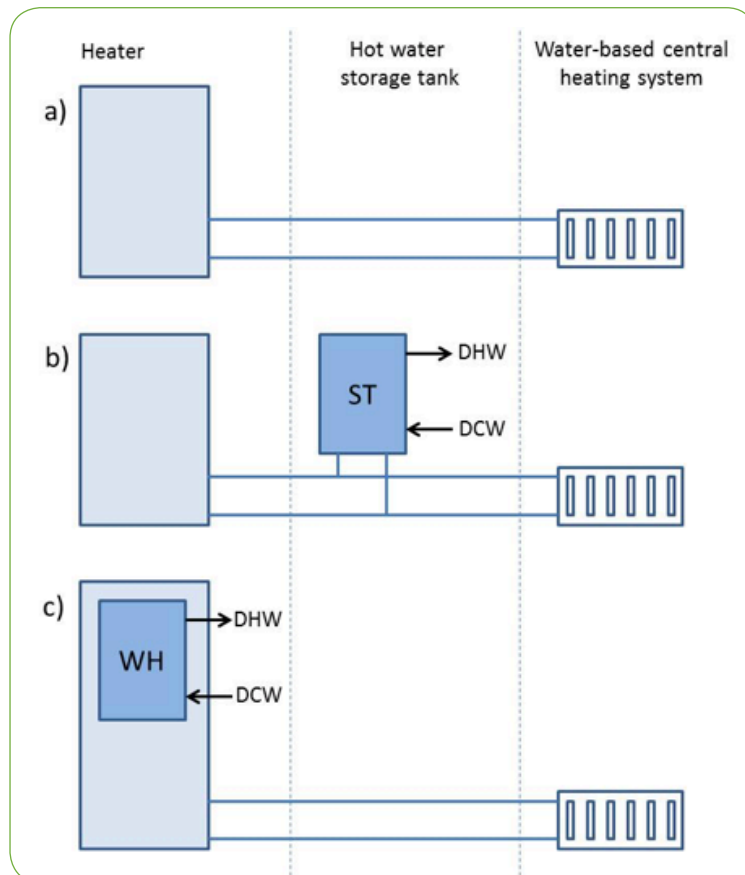 Heater
Hot water
storage tank
Water-based central
heating system
a)
b)
ST
DHW
DCW
c)
WH
DHW
DCW